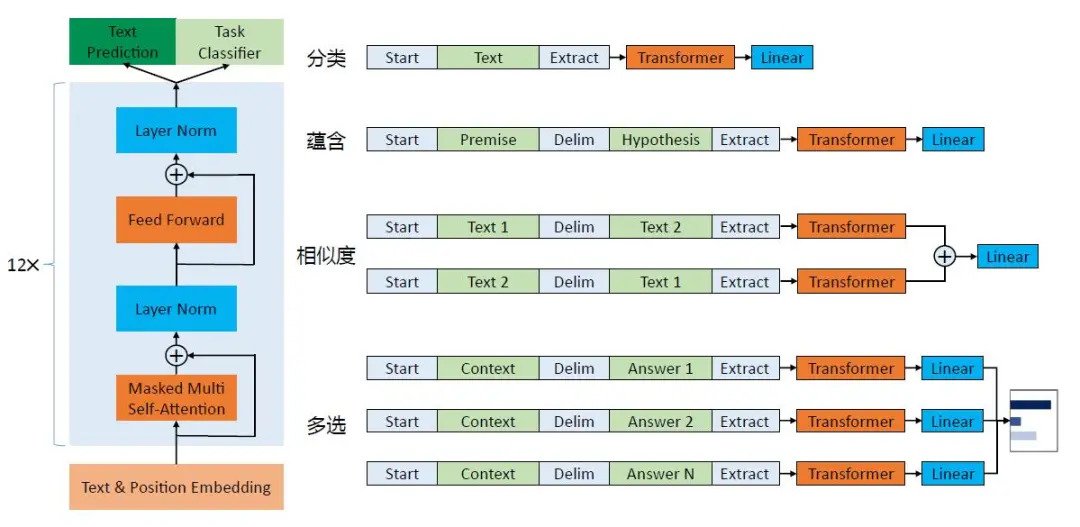 Text
Prediction
Task
Classifier
Layer Norm
Feed Forward
12×
Layer Norm
Masked Multi
Self-Attention
Text & Position Embedding
分类
Start Text Extract Transformer Linear
蕴含
Start Premise Delim Hypothesis Extract Transformer Linear
相似度
Start Text 1 Delim Text 2 Extract Transformer
Linear
Start Text 2 Delim Text 1 Extract Transformer
多选
Start Context Delim Answer 1 Extract Transformer Linear
Start Context Delim Answer 2 Extract Transformer Linear
Start Context Delim Answer N Extract Transformer Linear